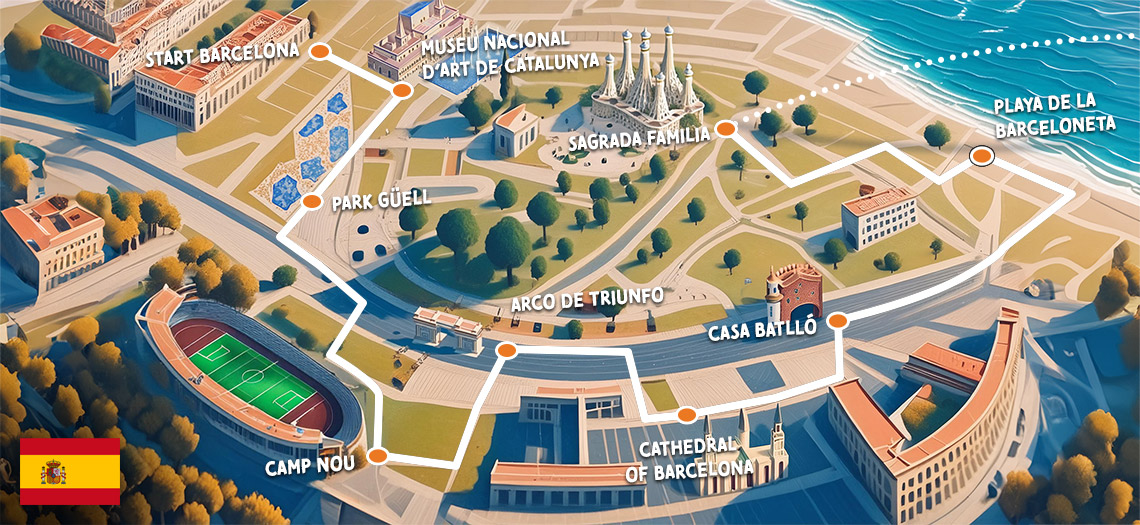 START BARCELONA
MUSEU NACIONAL
D'ART DE CATALUNYA
SAGRADA FAMILIA
PLAYA DE LA
BARCELONETA
PARK GÜELL
ARCO DE TRIUNFO
CASA BATLLÓ
CATHEDRAL
OF BARCELONA
CAMP NOU